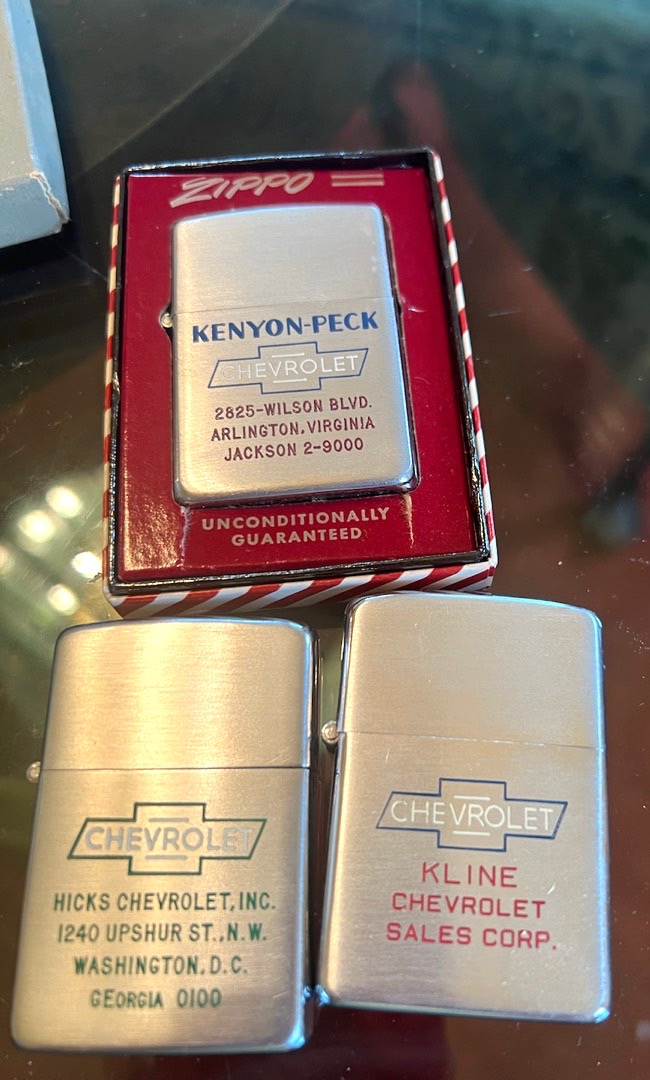 ZIPPO
KENYON-PECK
CHEVROLET
2825-WILSON BLVD.
ARLINGTON.VIRGINIA
JACKSON 2-9000
UNCONDITIONALLY
GUARANTEED
CHEVROLET
HICKS CHEVROLET, INC.
1240 UPSHUR ST., N.W.
WASHINGTON, D.C.
GEORGIA 0100
CHEVROLET
KLINE
CHEVROLET
SALES CORP.